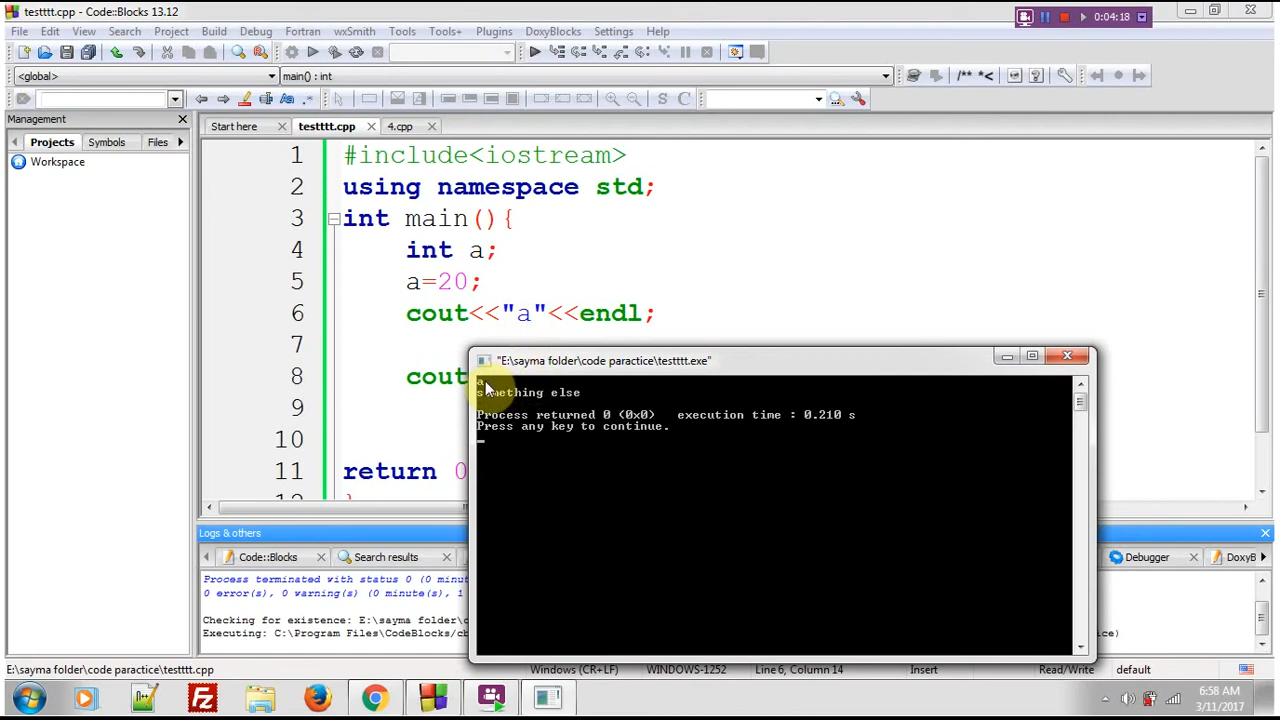 testttt.cpp - Code::Blocks 13.12
0:04:18
File Edit View Search Project Build Debug Fortran wxSmith Tools Tools+ Plugins DoxyBlocks Settings Help
<global> main() : int /** *<
S C
Management
Projects Symbols Files
Workspace
Start here testttt.cpp 4.cpp
1 #include<iostream>
2 using namespace std;
3 int main(){
4 int a;
5 a=20;
6 cout<<"a"<<endl;
7
8 cout
9
10
11 return 0
12 }
"E:\sayma folder\code paractice\testttt.exe"
a
something else
Process returned 0 (0x0) execution time : 0.210 s
Press any key to continue.
Logs & others
Code::Blocks Search results Debugger DoxyB
Process terminated with status 0 (0 minut
0 error(s), 0 warning(s) (0 minute(s), 1
Checking for existence: E:\sayma folder\c
Executing: C:\Program Files\CodeBlocks/cb ice)
E:\sayma folder\code paractice\testttt.cpp Windows (CR+LF) WINDOWS-1252 Line 6, Column 14 Insert Read/Write default
6:58 AM
3/11/2017